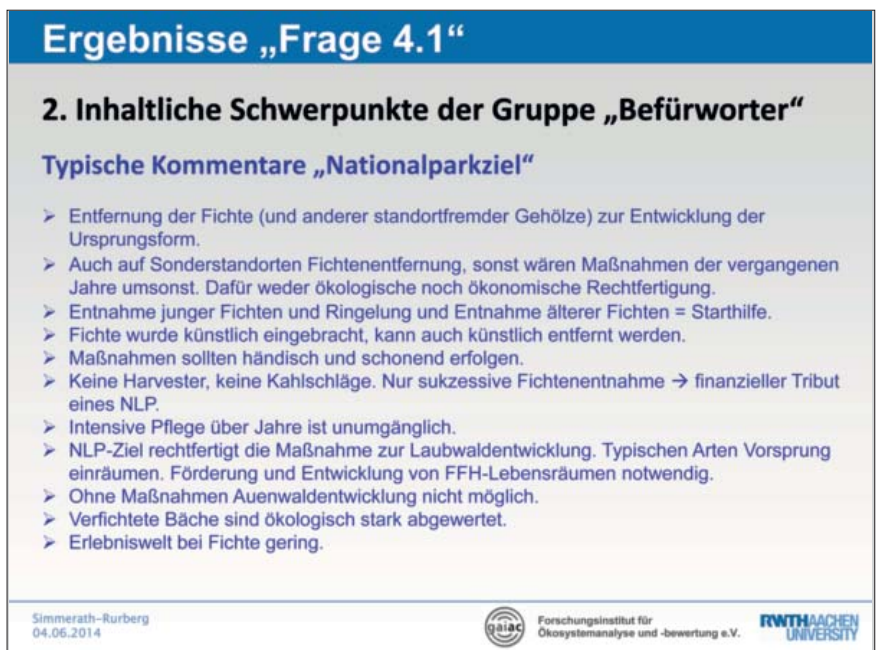 Ergebnisse „Frage 4.1“
2. Inhaltliche Schwerpunkte der Gruppe „Befürworter“
Typische Kommentare „Nationalparkziel“
➢ Entfernung der Fichte (und anderer standortfremder Gehölze) zur Entwicklung der
Ursprungsform.
➢ Auch auf Sonderstandorten Fichtenentfernung, sonst wären Maßnahmen der vergangenen
Jahre umsonst. Dafür weder ökologische noch ökonomische Rechtfertigung.
➢ Entnahme junger Fichten und Ringelung und Entnahme älterer Fichten = Starthilfe.
➢ Fichte wurde künstlich eingebracht, kann auch künstlich entfernt werden.
➢ Maßnahmen sollten händisch und schonend erfolgen.
➢ Keine Harvester, keine Kahlschläge. Nur sukzessive Fichtenentnahme → finanzieller Tribut
eines NLP.
➢ Intensive Pflege über Jahre ist unumgänglich.
➢ NLP-Ziel rechtfertigt die Maßnahme zur Laubwaldentwicklung. Typischen Arten Vorsprung
einräumen. Förderung und Entwicklung von FFH-Lebensräumen notwendig.
➢ Ohne Maßnahmen Auenwaldentwicklung nicht möglich.
➢ Verfichtete Bäche sind ökologisch stark abgewertet.
➢ Erlebniswelt bei Fichte gering.
Simmerath-Rurberg
04.06.2014
gaiac
Forschungsinstitut für
Ökosystemanalyse und -bewertung e.V.
RWTHAACHEN
UNIVERSITY